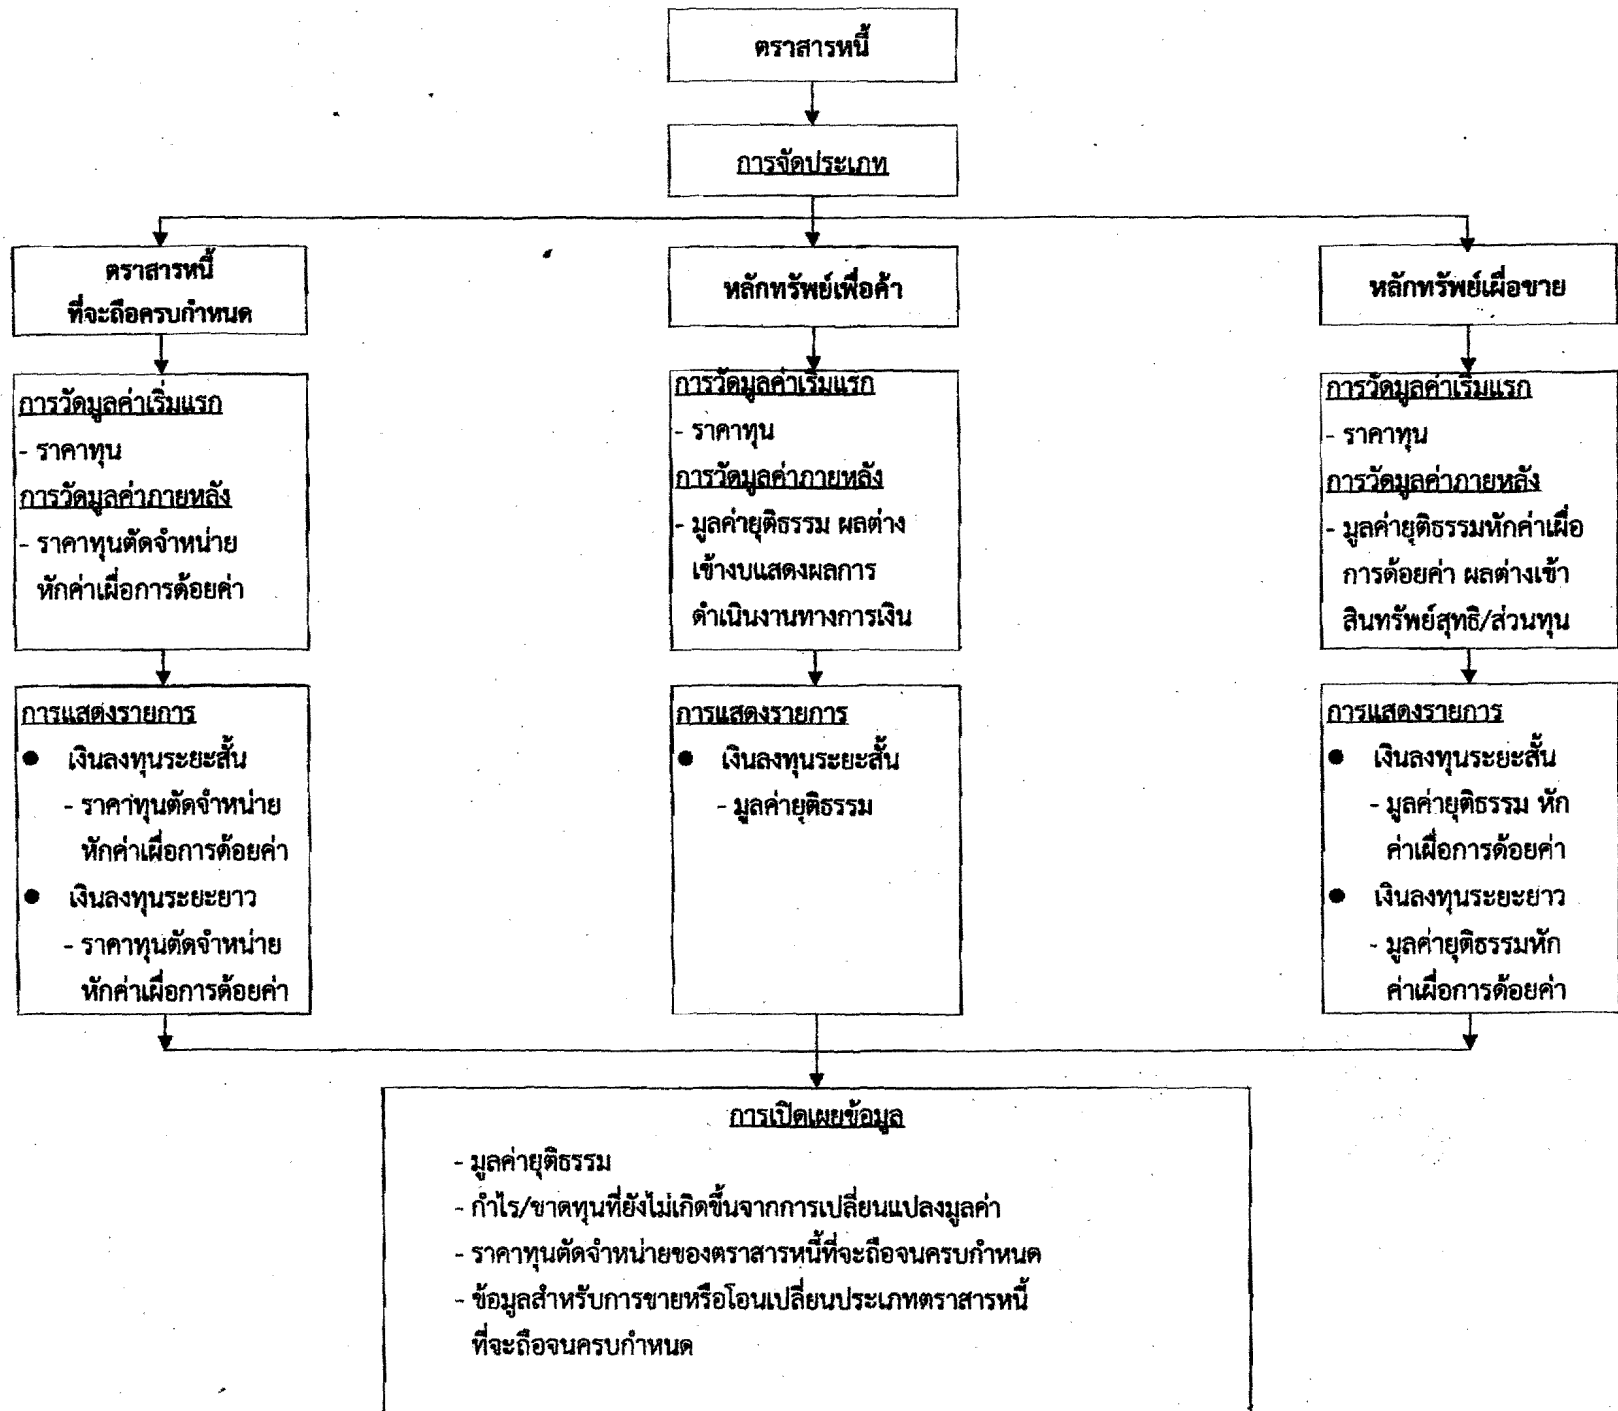 ตราสารหนี้
การจัดประเภท
ตราสารหนี้
ที่จะถือครบกำหนด
การวัดมูลค่าเริ่มแรก
- ราคาทุน
การวัดมูลค่าภายหลัง
- ราคาทุนตัดจำหน่าย
หักค่าเผื่อการด้อยค่า
การแสดงรายการ
● เงินลงทุนระยะสั้น
- ราคาทุนตัดจำหน่าย
หักค่าเผื่อการด้อยค่า
● เงินลงทุนระยะยาว
- ราคาทุนตัดจำหน่าย
หักค่าเผื่อการด้อยค่า
หลักทรัพย์เพื่อค้า
การวัดมูลค่าเริ่มแรก
- ราคาทุน
การวัดมูลค่าภายหลัง
- มูลค่ายุติธรรม ผลต่าง
เข้างบแสดงผลการ
ดำเนินงานทางการเงิน
การแสดงรายการ
● เงินลงทุนระยะสั้น
- มูลค่ายุติธรรม
หลักทรัพย์เผื่อขาย
การวัดมูลค่าเริ่มแรก
- ราคาทุน
การวัดมูลค่าภายหลัง
- มูลค่ายุติธรรมหักค่าเผื่อ
การด้อยค่า ผลต่างเข้า
สินทรัพย์สุทธิ/ส่วนทุน
การแสดงรายการ
● เงินลงทุนระยะสั้น
- มูลค่ายุติธรรม หัก
ค่าเผื่อการด้อยค่า
● เงินลงทุนระยะยาว
- มูลค่ายุติธรรมหัก
ค่าเผื่อการด้อยค่า
การเปิดเผยข้อมูล
- มูลค่ายุติธรรม
- กำไร/ขาดทุนที่ยังไม่เกิดขึ้นจากการเปลี่ยนแปลงมูลค่า
- ราคาทุนตัดจำหน่ายของตราสารหนี้ที่จะถือจนครบกำหนด
- ข้อมูลสำหรับการขายหรือโอนเปลี่ยนประเภทตราสารหนี้
ที่จะถือจนครบกำหนด